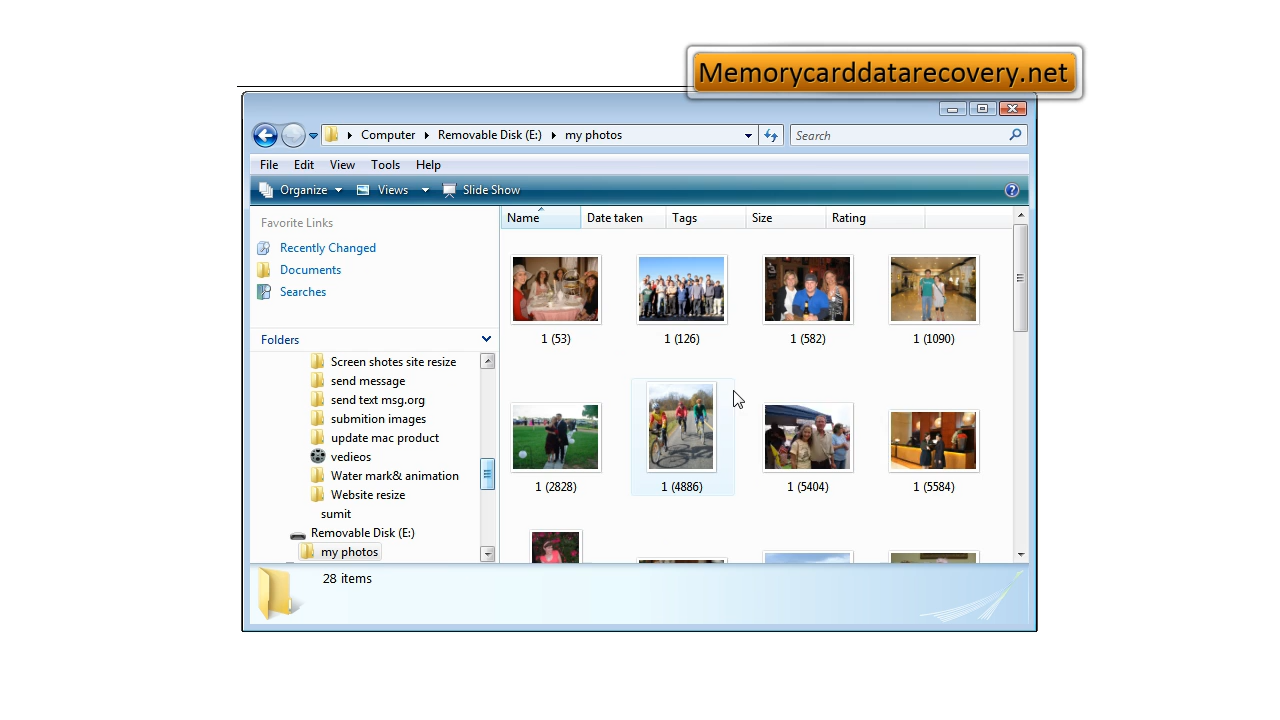 Memorycarddatarecovery.net
Computer Removable Disk (E:) my photos
Search
File Edit View Tools Help
Organize Views Slide Show
Favorite Links
Recently Changed
Documents
Searches
Folders
Screen shotes site resize
send message
send text msg.org
submition images
update mac product
vedieos
Water mark& animation
Website resize
sumit
Removable Disk (E:)
my photos
Name Date taken Tags Size Rating
1 (53) 1 (126) 1 (582) 1 (1090)
1 (2828) 1 (4886) 1 (5404) 1 (5584)
28 items